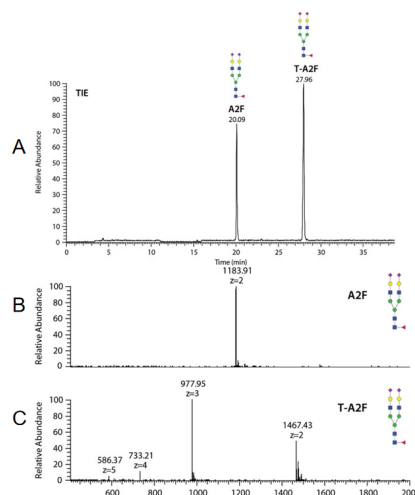 TIE
A2F
20.09
T-A2F
27.96
A
Relative Abundance
100
90
80
70
60
50
40
30
20
10
0
0 5 10 15 20 25 30 35
Time (min)
B
Relative Abundance
100
80
60
40
20
0
1183.91
z=2
A2F
C
Relative Abundance
100
80
60
40
20
0
586.37
z=5
733.21
z=4
977.95
z=3
1467.43
z=2
T-A2F
600 800 1000 1200 1400 1600 1800